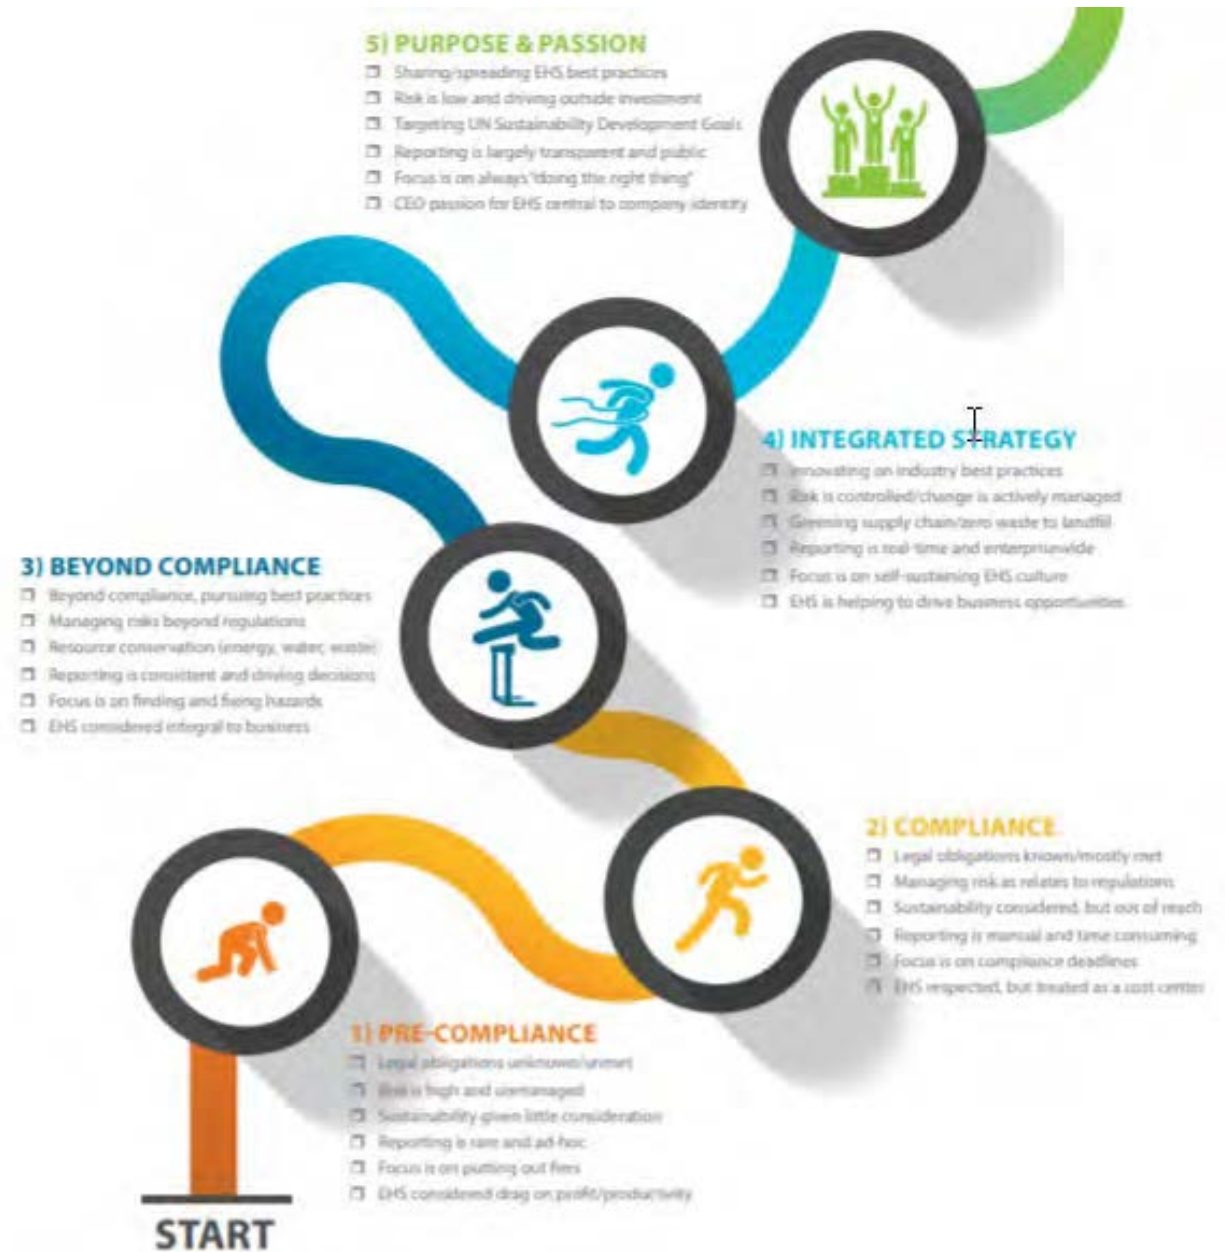 5) PURPOSE & PASSION
❒ Sharing/spreading EHS best practices
❒ Risk is low and driving outside investment
❒ Targeting UN Sustainability Development Goals
❒ Reporting is largely transparent and public
❒ Focus is on always "doing the right thing"
❒ CEO passion for EHS central to company identity
4) INTEGRATED STRATEGY
❒ Innovating on industry best practices
❒ Risk is controlled/change is actively managed
❒ Greening supply chain/zero waste to landfill
❒ Reporting is real-time and enterprisewide
❒ Focus is on self-sustaining EHS culture
❒ EHS is helping to drive business opportunities
3) BEYOND COMPLIANCE
❒ Beyond compliance, pursuing best practices
❒ Managing risks beyond regulations
❒ Resource conservation (energy, water, waste)
❒ Reporting is consistent and driving decisions
❒ Focus is on finding and fixing hazards
❒ EHS considered integral to business
2) COMPLIANCE
❒ Legal obligations known/mostly met
❒ Managing risk as relates to regulations
❒ Sustainability considered, but out of reach
❒ Reporting is manual and time consuming
❒ Focus is on compliance deadlines
❒ EHS respected, but treated as a cost center
1) PRE-COMPLIANCE
❒ Legal obligations unknown/unmet
❒ Risk is high and unmanaged
❒ Sustainability given little consideration
❒ Reporting is rare and ad-hoc
❒ Focus is on putting out fires
❒ EHS considered drag on profit/productivity
START